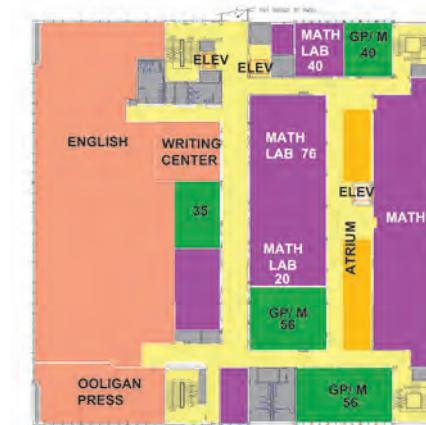 MATH
LAB
40
GP/ M
40
ELEV
ELEV
ENGLISH
WRITING
CENTER
MATH
LAB 76
35
ELEV
MATH
ATRIUM
MATH
LAB
20
GP/ M
56
OOLIGAN
PRESS
GP/ M
56